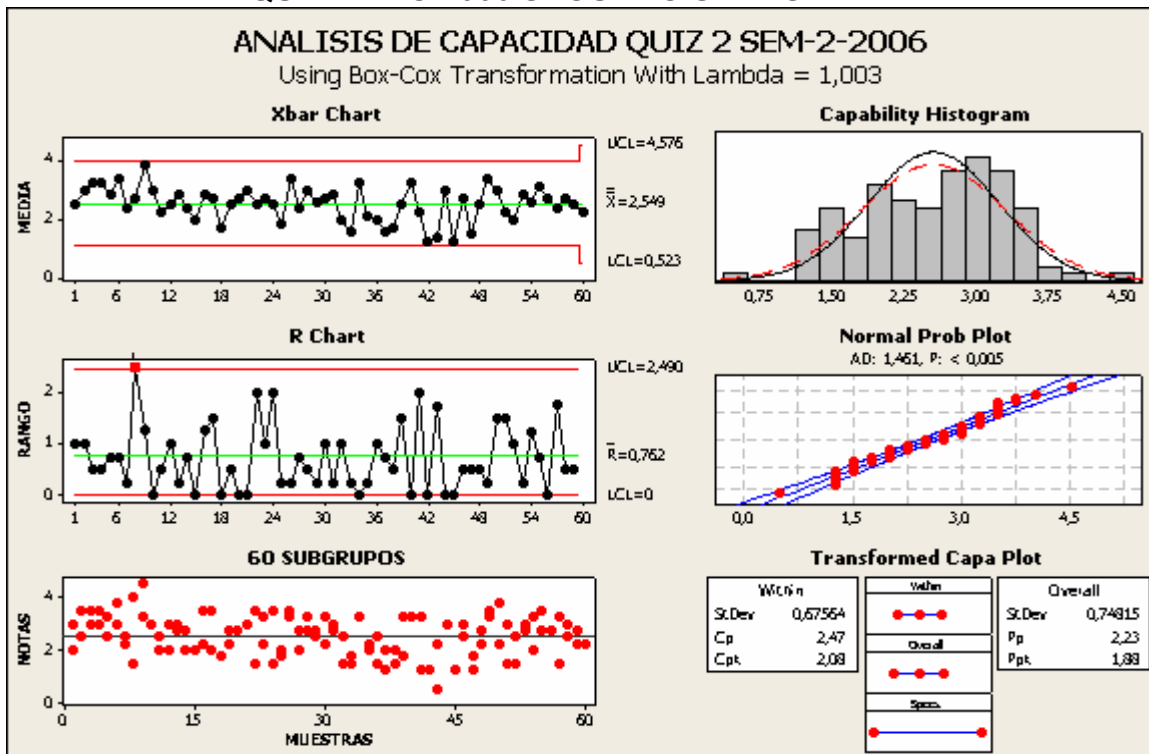 ANALISIS DE CAPACIDAD QUIZ 2 SEM-2-2006
Using Box-Cox Transformation With Lambda = 1,003
Xbar Chart
MEDIA
4
2
0
1 6 12 18 24 30 36 42 48 54 60
UCL=4,576
X=2,549
LCL=0,523
Capability Histogram
0,75 1,50 2,25 3,00 3,75 4,50
R Chart
RANGO
2
1
0
1 6 12 18 24 30 36 42 48 54 60
UCL=2,490
R=0,762
LCL=0
Normal Prob Plot
AD: 1,461, P: < 0,005
0,0 1,5 3,0 4,5
60 SUBGRUPOS
NOTAS
4
2
0
0 15 30 45 60
MUESTRAS
Transformed Capa Plot
Within
StDev 0,67564
Cp 2,47
Cpk 2,08
Within
Overall
Specs.
Overall
StDev 0,74815
Pp 2,23
Ppk 1,88